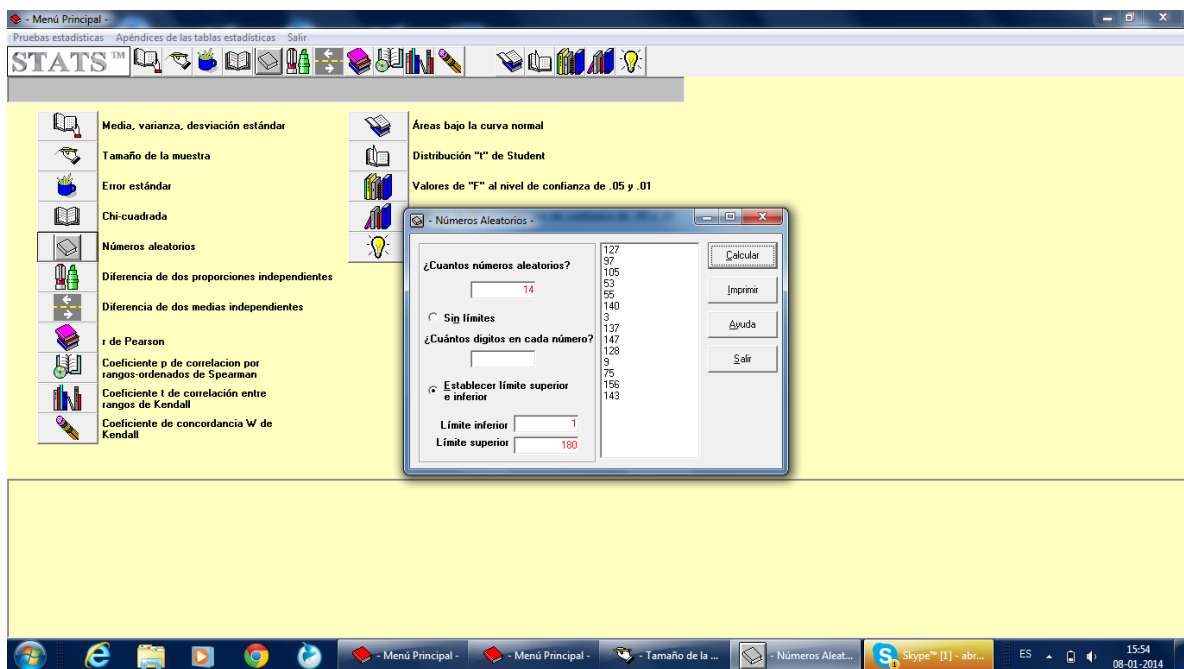 - Menú Principal -
Pruebas estadísticas Apéndices de las tablas estadísticas Salir
STATS™
Media, varianza, desviación estándar
Tamaño de la muestra
Error estándar
Chi-cuadrada
Números aleatorios
Diferencia de dos proporciones independientes
Diferencia de dos medias independientes
r de Pearson
Coeficiente p de correlacion por
rangos-ordenados de Spearman
Coeficiente t de correlación entre
rangos de Kendall
Coeficiente de concordancia W de
Kendall
Áreas bajo la curva normal
Distribución "t" de Student
Valores de "F" al nivel de confianza de .05 y .01
- Números Aleatorios -
¿Cuantos números aleatorios?
14
Sin límites
¿Cuántos digitos en cada número?
Establecer límite superior
e inferior
Límite inferior 1
Límite superior 180
127
97
105
53
55
140
3
137
147
128
9
75
156
143
Calcular
Imprimir
Ayuda
Salir
- Menú Principal -
- Menú Principal -
- Tamaño de la ...
- Números Aleat...
Skype™ [1] - abr...
ES
15:54
08-01-2014